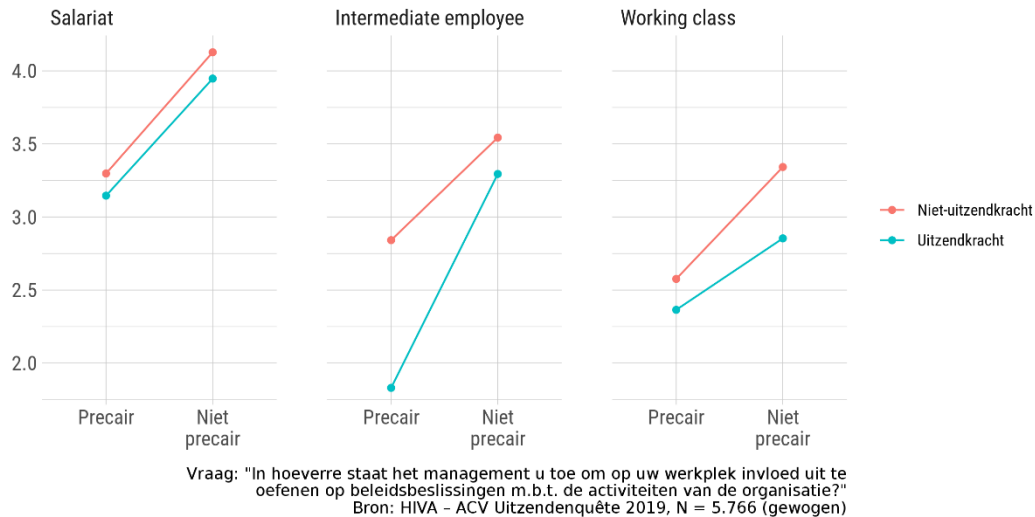 Salariat
Intermediate employee
Working class
4.0
3.5
3.0
2.5
2.0
Precair
Niet
precair
Precair
Niet
precair
Precair
Niet
precair
Niet-uitzendkracht
Uitzendkracht
Vraag: "In hoeverre staat het management u toe om op uw werkplek invloed uit te
oefenen op beleidsbeslissingen m.b.t. de activiteiten van de organisatie?"
Bron: HIVA – ACV Uitzendenquête 2019, N = 5.766 (gewogen)